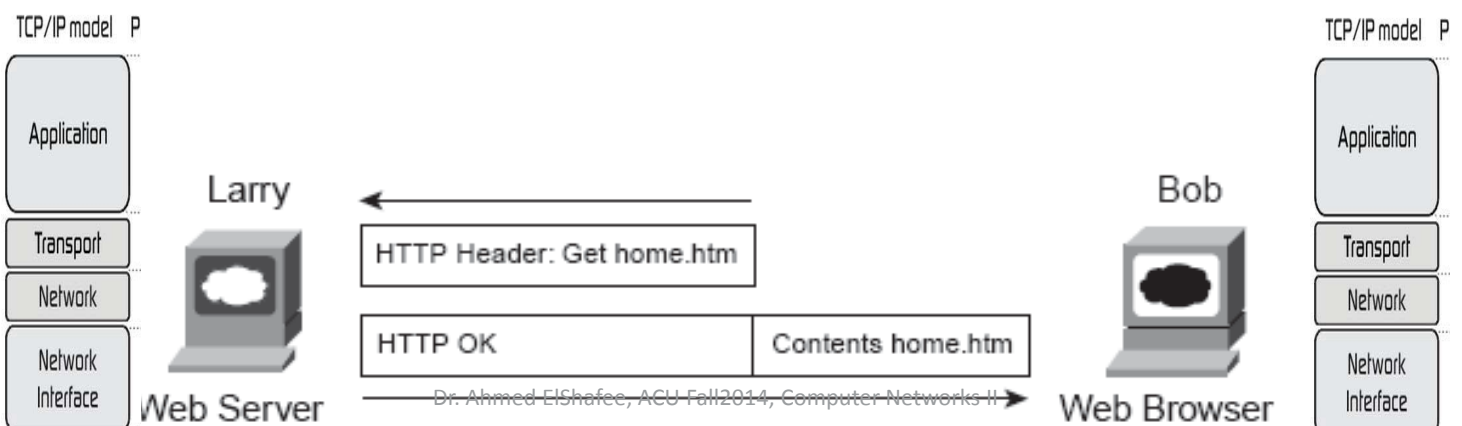 TCP/IP model P
Application
Transport
Network
Network
Interface
Larry
Web Server
HTTP Header: Get home.htm
HTTP OK
Contents home.htm
Dr. Ahmed ElShafee, ACU Fall2014, Computer Networks II
Bob
Web Browser
TCP/IP model P
Application
Transport
Network
Network
Interface